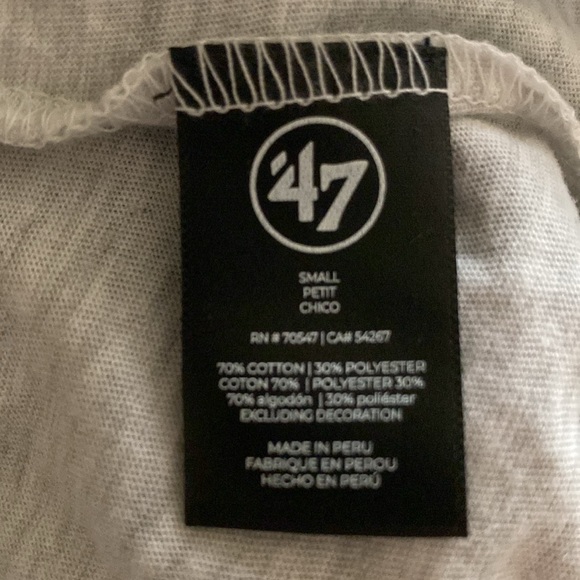 '47
SMALL
PETIT
CHICO
RN # 70547 | CA# 54267
70% COTTON | 30% POLYESTER
COTON 70% | POLYESTER 30%
70% algodón | 30% poliéster
EXCLUDING DECORATION
MADE IN PERU
FABRIQUE EN PEROU
HECHO EN PERÚ